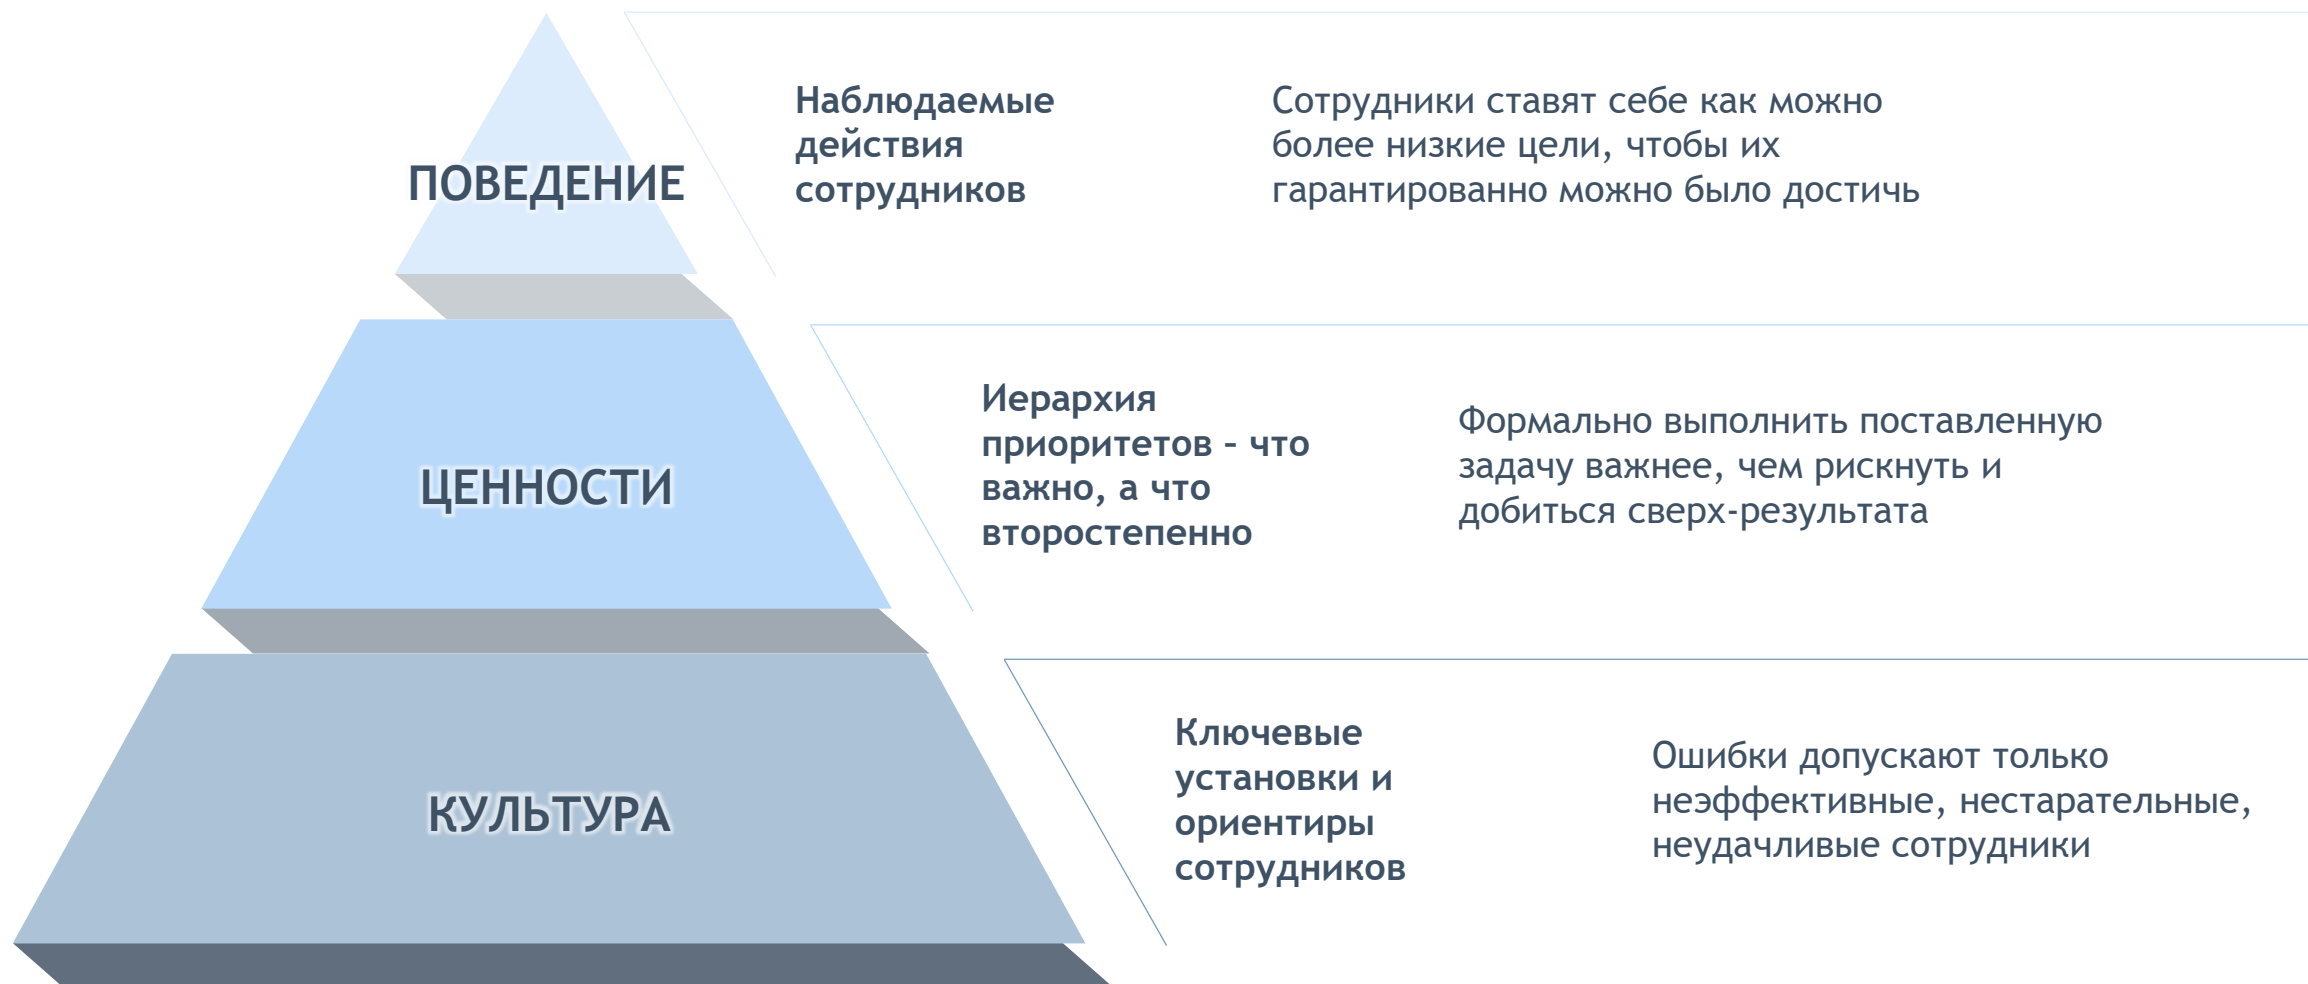 ПОВЕДЕНИЕ
Наблюдаемые
действия
сотрудников
Сотрудники ставят себе как можно
более низкие цели, чтобы их
гарантированно можно было достичь
ЦЕННОСТИ
Иерархия
приоритетов – что
важно, а что
второстепенно
Формально выполнить поставленную
задачу важнее, чем рискнуть и
добиться сверх-результата
КУЛЬТУРА
Ключевые
установки и
ориентиры
сотрудников
Ошибки допускают только
неэффективные, нестарательные,
неудачливые сотрудники